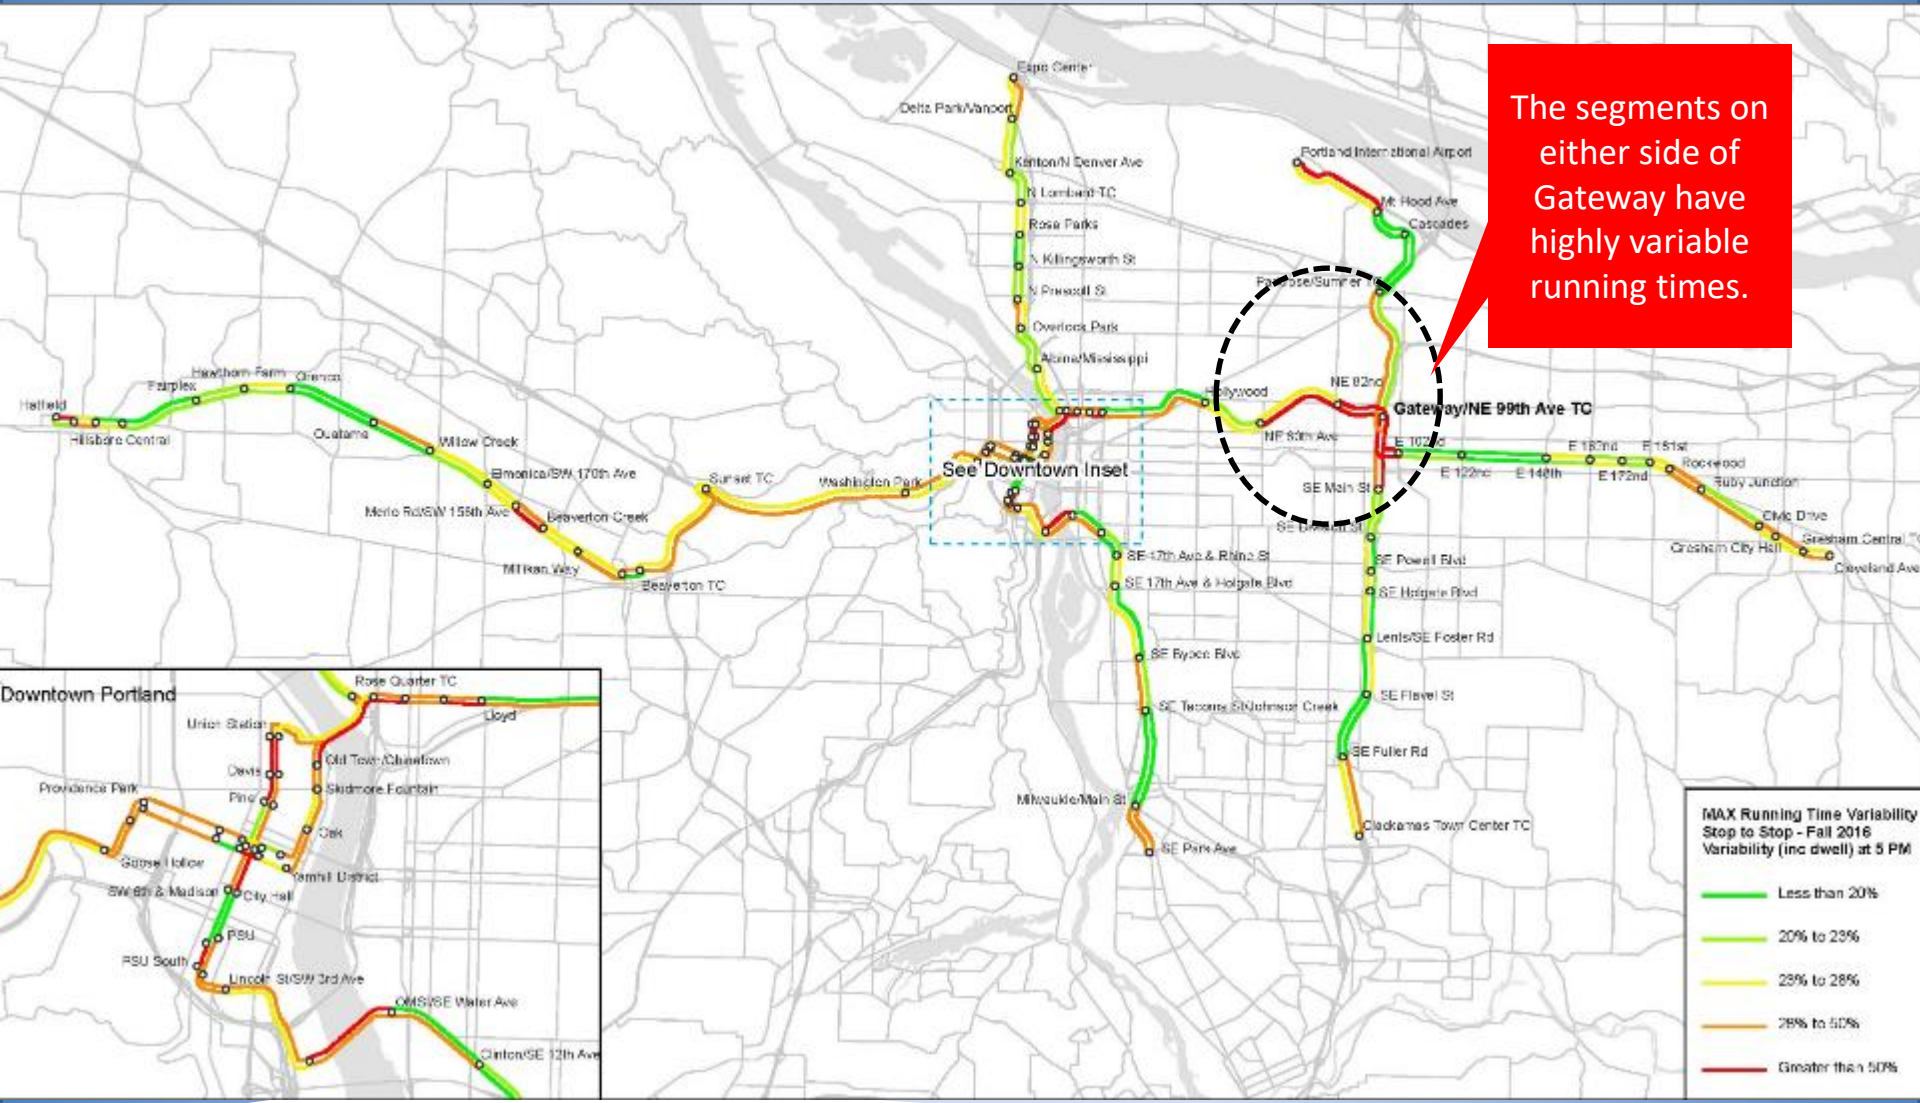 The segments on
either side of
Gateway have
highly variable
running times.
Expo Center
Delta Park/Vanport
Kenton/N Denver Ave
N Lombard TC
Rosa Parks
N Killingsworth St
N Prescott St
Overlook Park
Albina/Mississippi
Portland International Airport
Mt Hood Ave
Cascades
Hollywood
NE 82nd
NE 60th Ave
Gateway/NE 99th Ave TC
E 102nd
E 122nd
E 148th
E 162nd
E 172nd
E 181st
Rockwood
Ruby Junction
Civic Drive
Gresham City Hall
Gresham Central TC
Cleveland Ave
SE Main St
SE Division St
SE Powell Blvd
SE Holgate Blvd
Lents/SE Foster Rd
SE Flavel St
SE Fuller Rd
Clackamas Town Center TC
Hatfield
Hillsboro Central
Fairplex
Hawthorn Farm
Orenco
Quatama
Willow Creek
Elmonica/SW 170th Ave
Merlo Rd/SW 158th Ave
Beaverton Creek
Millikan Way
Beaverton TC
Sunset TC
Washington Park
See Downtown Inset
SE 17th Ave & Rhine St
SE 17th Ave & Holgate Blvd
SE Bybee Blvd
SE Tacoma St/Johnson Creek
Milwaukie/Main St
SE Park Ave
Downtown Portland
Rose Quarter TC
Lloyd
Union Station
Old Town/Chinatown
Davis
Skidmore Fountain
Providence Park
Pine
Oak
Goose Hollow
Yamhill District
SW 6th & Madison
City Hall
PSU
PSU South
Lincoln St/SW 3rd Ave
OMSI/SE Water Ave
Clinton/SE 12th Ave
MAX Running Time Variability
Stop to Stop - Fall 2016
Variability (inc dwell) at 5 PM
Less than 20%
20% to 23%
23% to 28%
28% to 50%
Greater than 50%